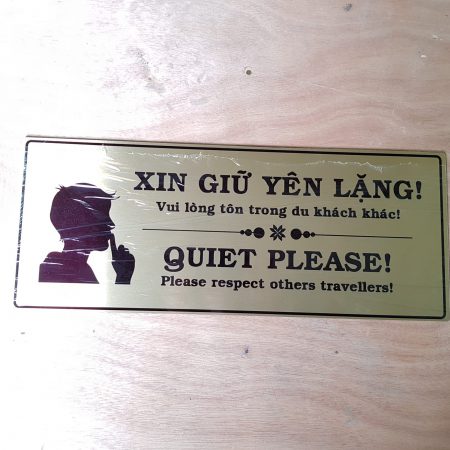 XIN GIỮ YÊN LẶNG!
Vui lòng tôn trong du khách khác!
QUIET PLEASE!
Please respect others travellers!